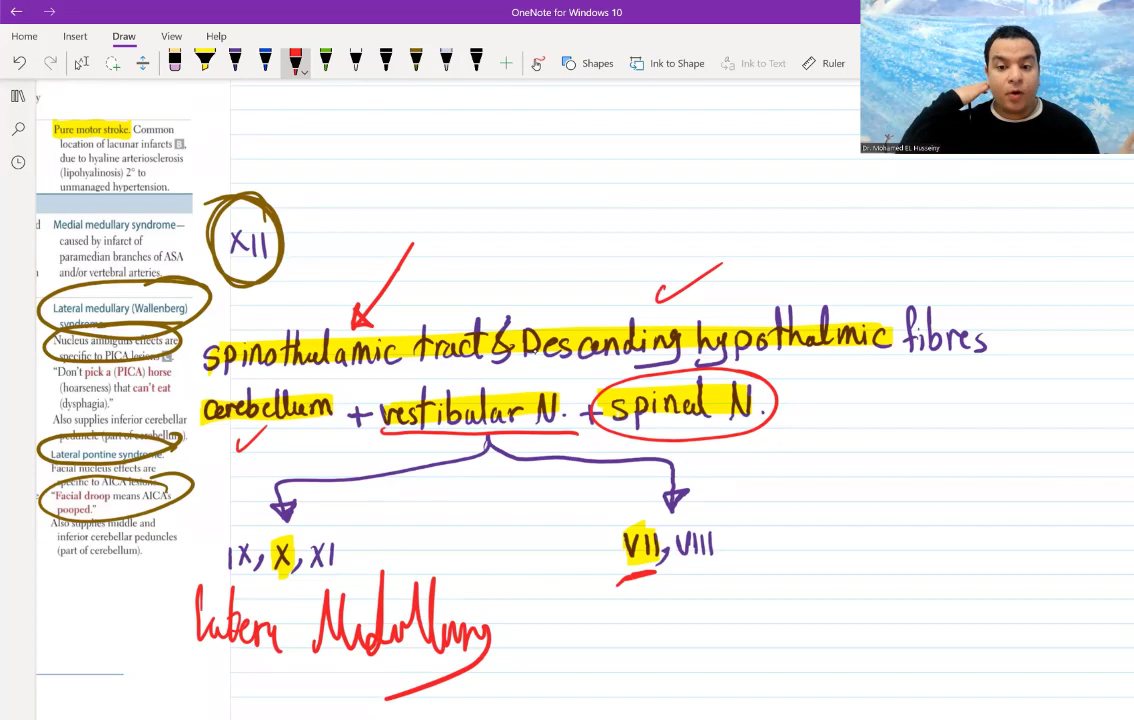 OneNote for Windows 10
Home Insert Draw View Help
Shapes Ink to Shape Ink to Text Ruler
Dr. Mohamed EL Husseiny
Pure motor stroke. Common
location of lacunar infarcts B,
due to hyaline arteriosclerosis
(lipohyalinosis) 2° to
unmanaged hypertension.
Medial medullary syndrome—
caused by infarct of
paramedian branches of ASA
and/or vertebral arteries.
Lateral medullary (Wallenberg)
syndrome.
Nucleus ambiguus effects are
specific to PICA lesions
"Don't pick a (PICA) horse
(hoarseness) that can't eat
(dysphagia)."
Also supplies inferior cerebellar
peduncle (part of cerebellum).
Lateral pontine syndrome.
Facial nucleus effects are
specific to AICA lesions.
"Facial droop means AICA's
pooped."
Also supplies middle and
inferior cerebellar peduncles
(part of cerebellum).
XII
spinothalamic tract & Descending hypothalmic fibres
cerebellum + vestibular N. + spinal N.
IX, X, XI
VII, VIII